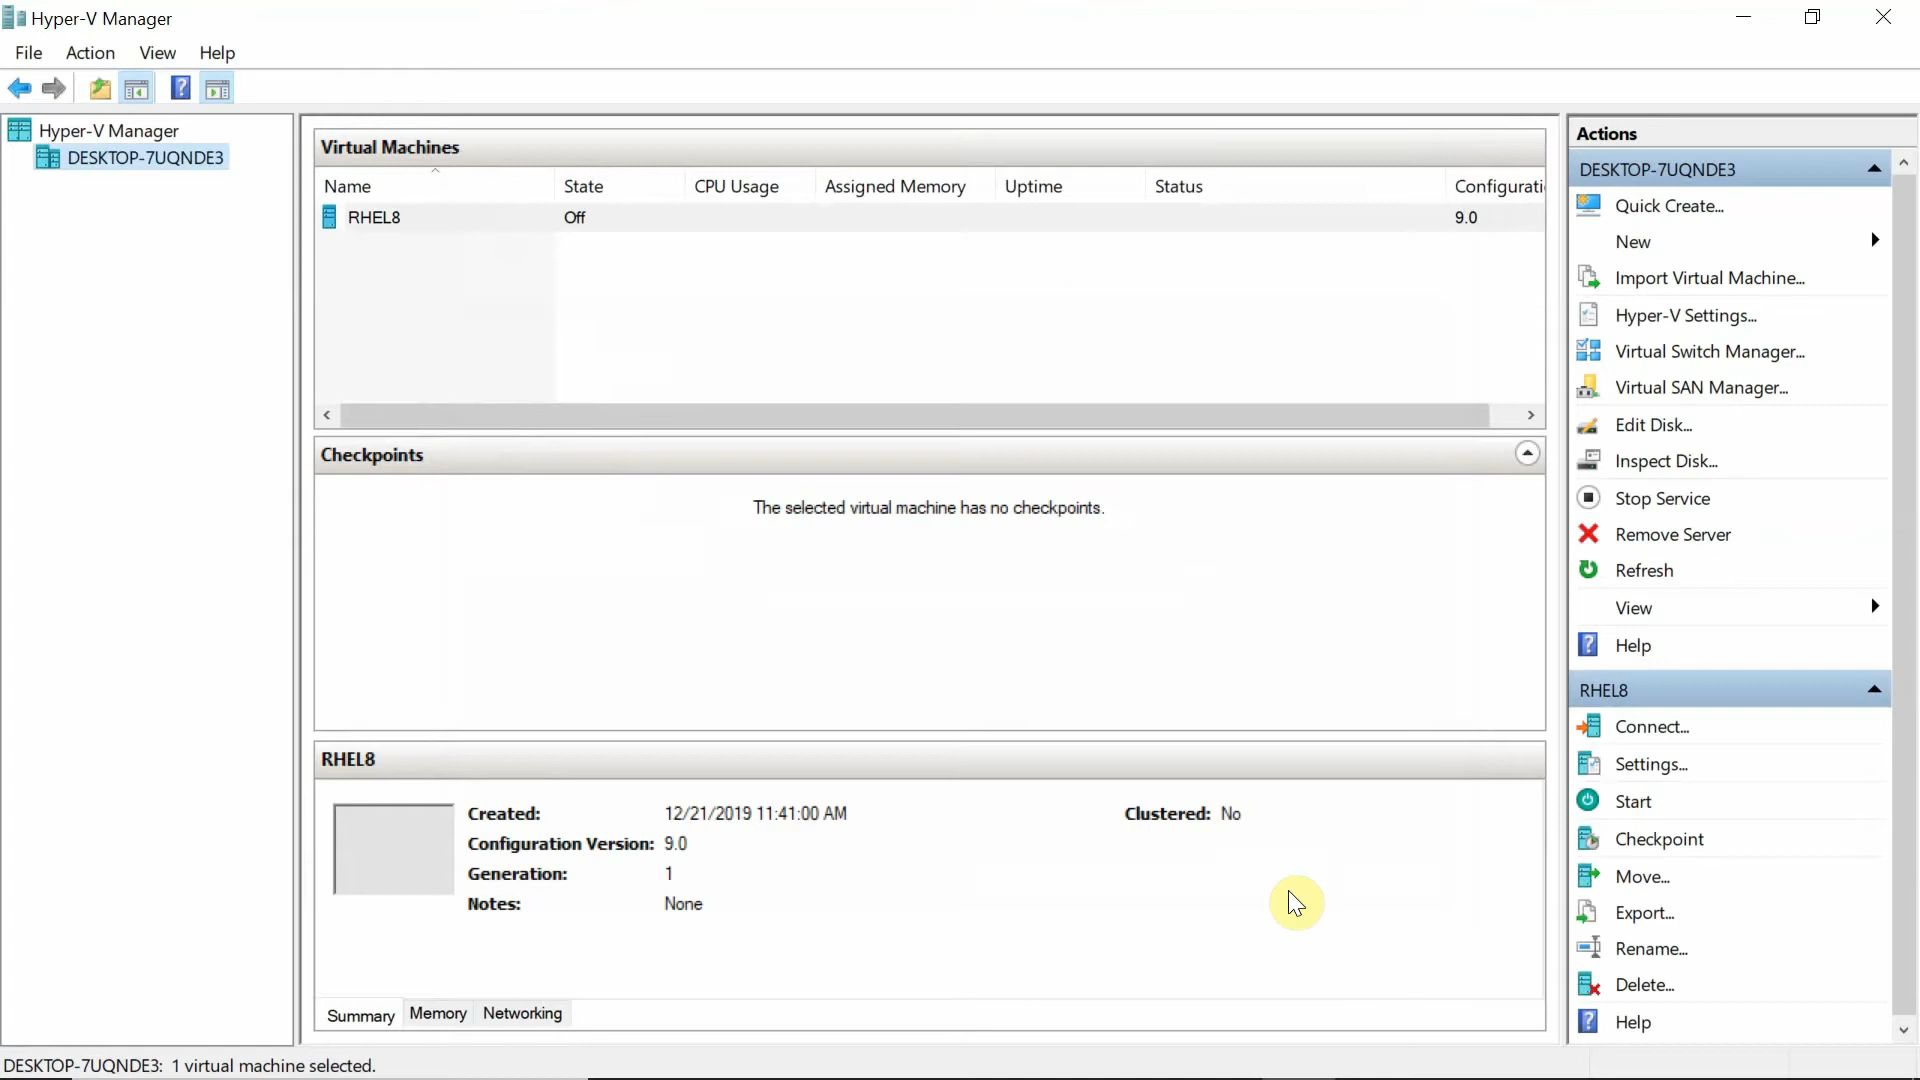 Hyper-V Manager
File Action View Help
Hyper-V Manager
DESKTOP-7UQNDE3
Virtual Machines
Name State CPU Usage Assigned Memory Uptime Status Configurati
RHEL8 Off 9.0
Checkpoints
The selected virtual machine has no checkpoints.
RHEL8
Created: 12/21/2019 11:41:00 AM Clustered: No
Configuration Version: 9.0
Generation: 1
Notes: None
Summary Memory Networking
Actions
DESKTOP-7UQNDE3
Quick Create...
New
Import Virtual Machine...
Hyper-V Settings...
Virtual Switch Manager...
Virtual SAN Manager...
Edit Disk...
Inspect Disk...
Stop Service
Remove Server
Refresh
View
Help
RHEL8
Connect...
Settings...
Start
Checkpoint
Move...
Export...
Rename...
Delete...
Help
DESKTOP-7UQNDE3: 1 virtual machine selected.